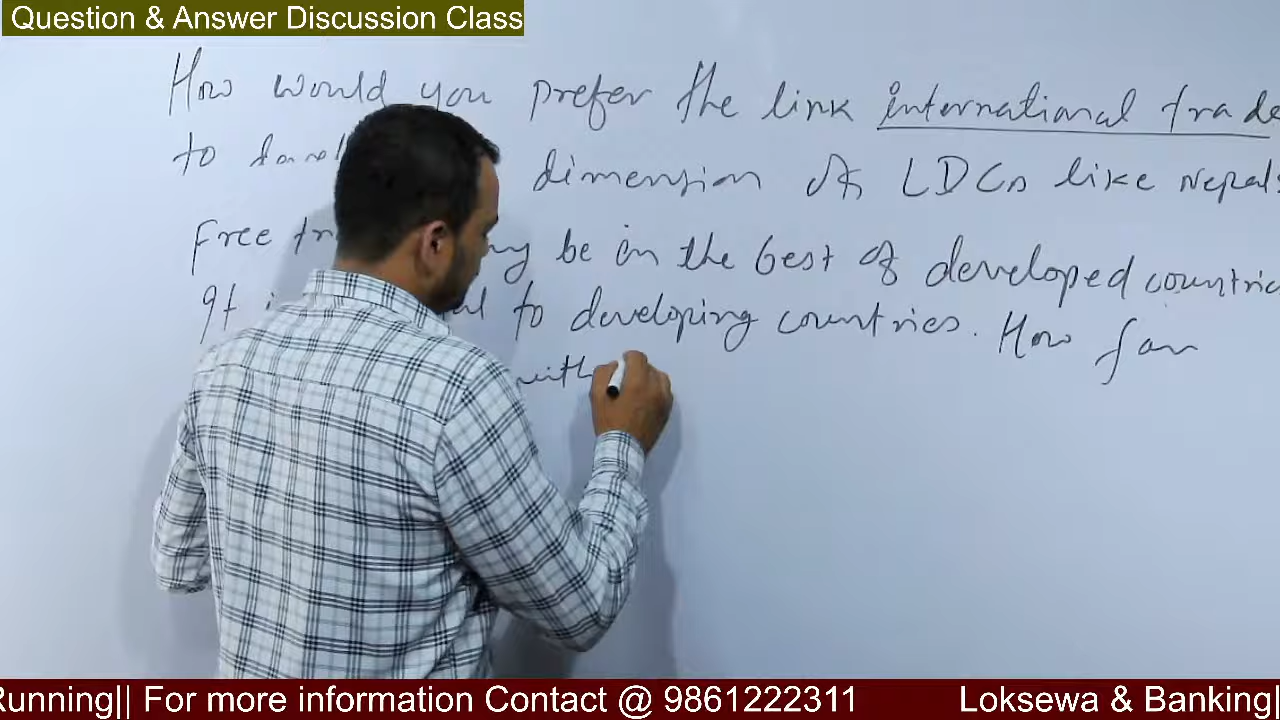 Question & Answer Discussion Class
How would you prefer the link international trade
to dimension of LDCs like Nepal
Free be in the best of developed countrie
It to developing countries. How far
with
Running|| For more information Contact @ 9861222311 Loksewa & Banking|